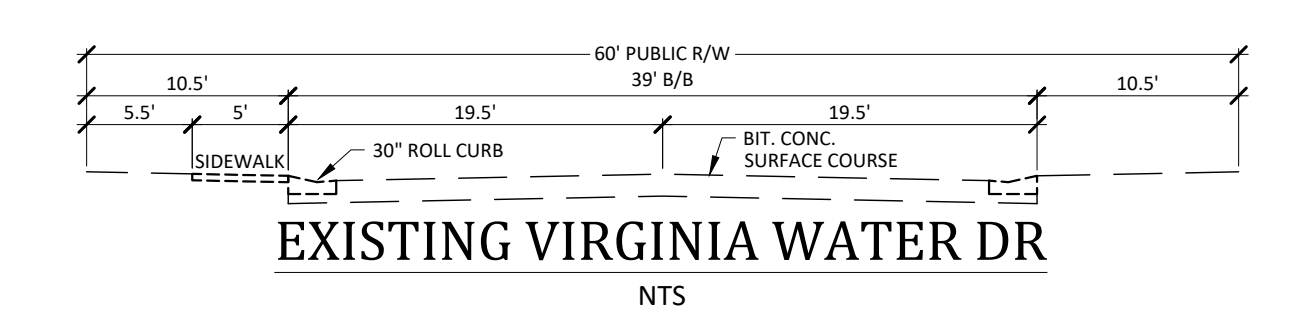 60' PUBLIC R/W
10.5'
39' B/B
10.5'
5.5'
5'
19.5'
19.5'
SIDEWALK
30" ROLL CURB
BIT. CONC.
SURFACE COURSE
EXISTING VIRGINIA WATER DR
NTS